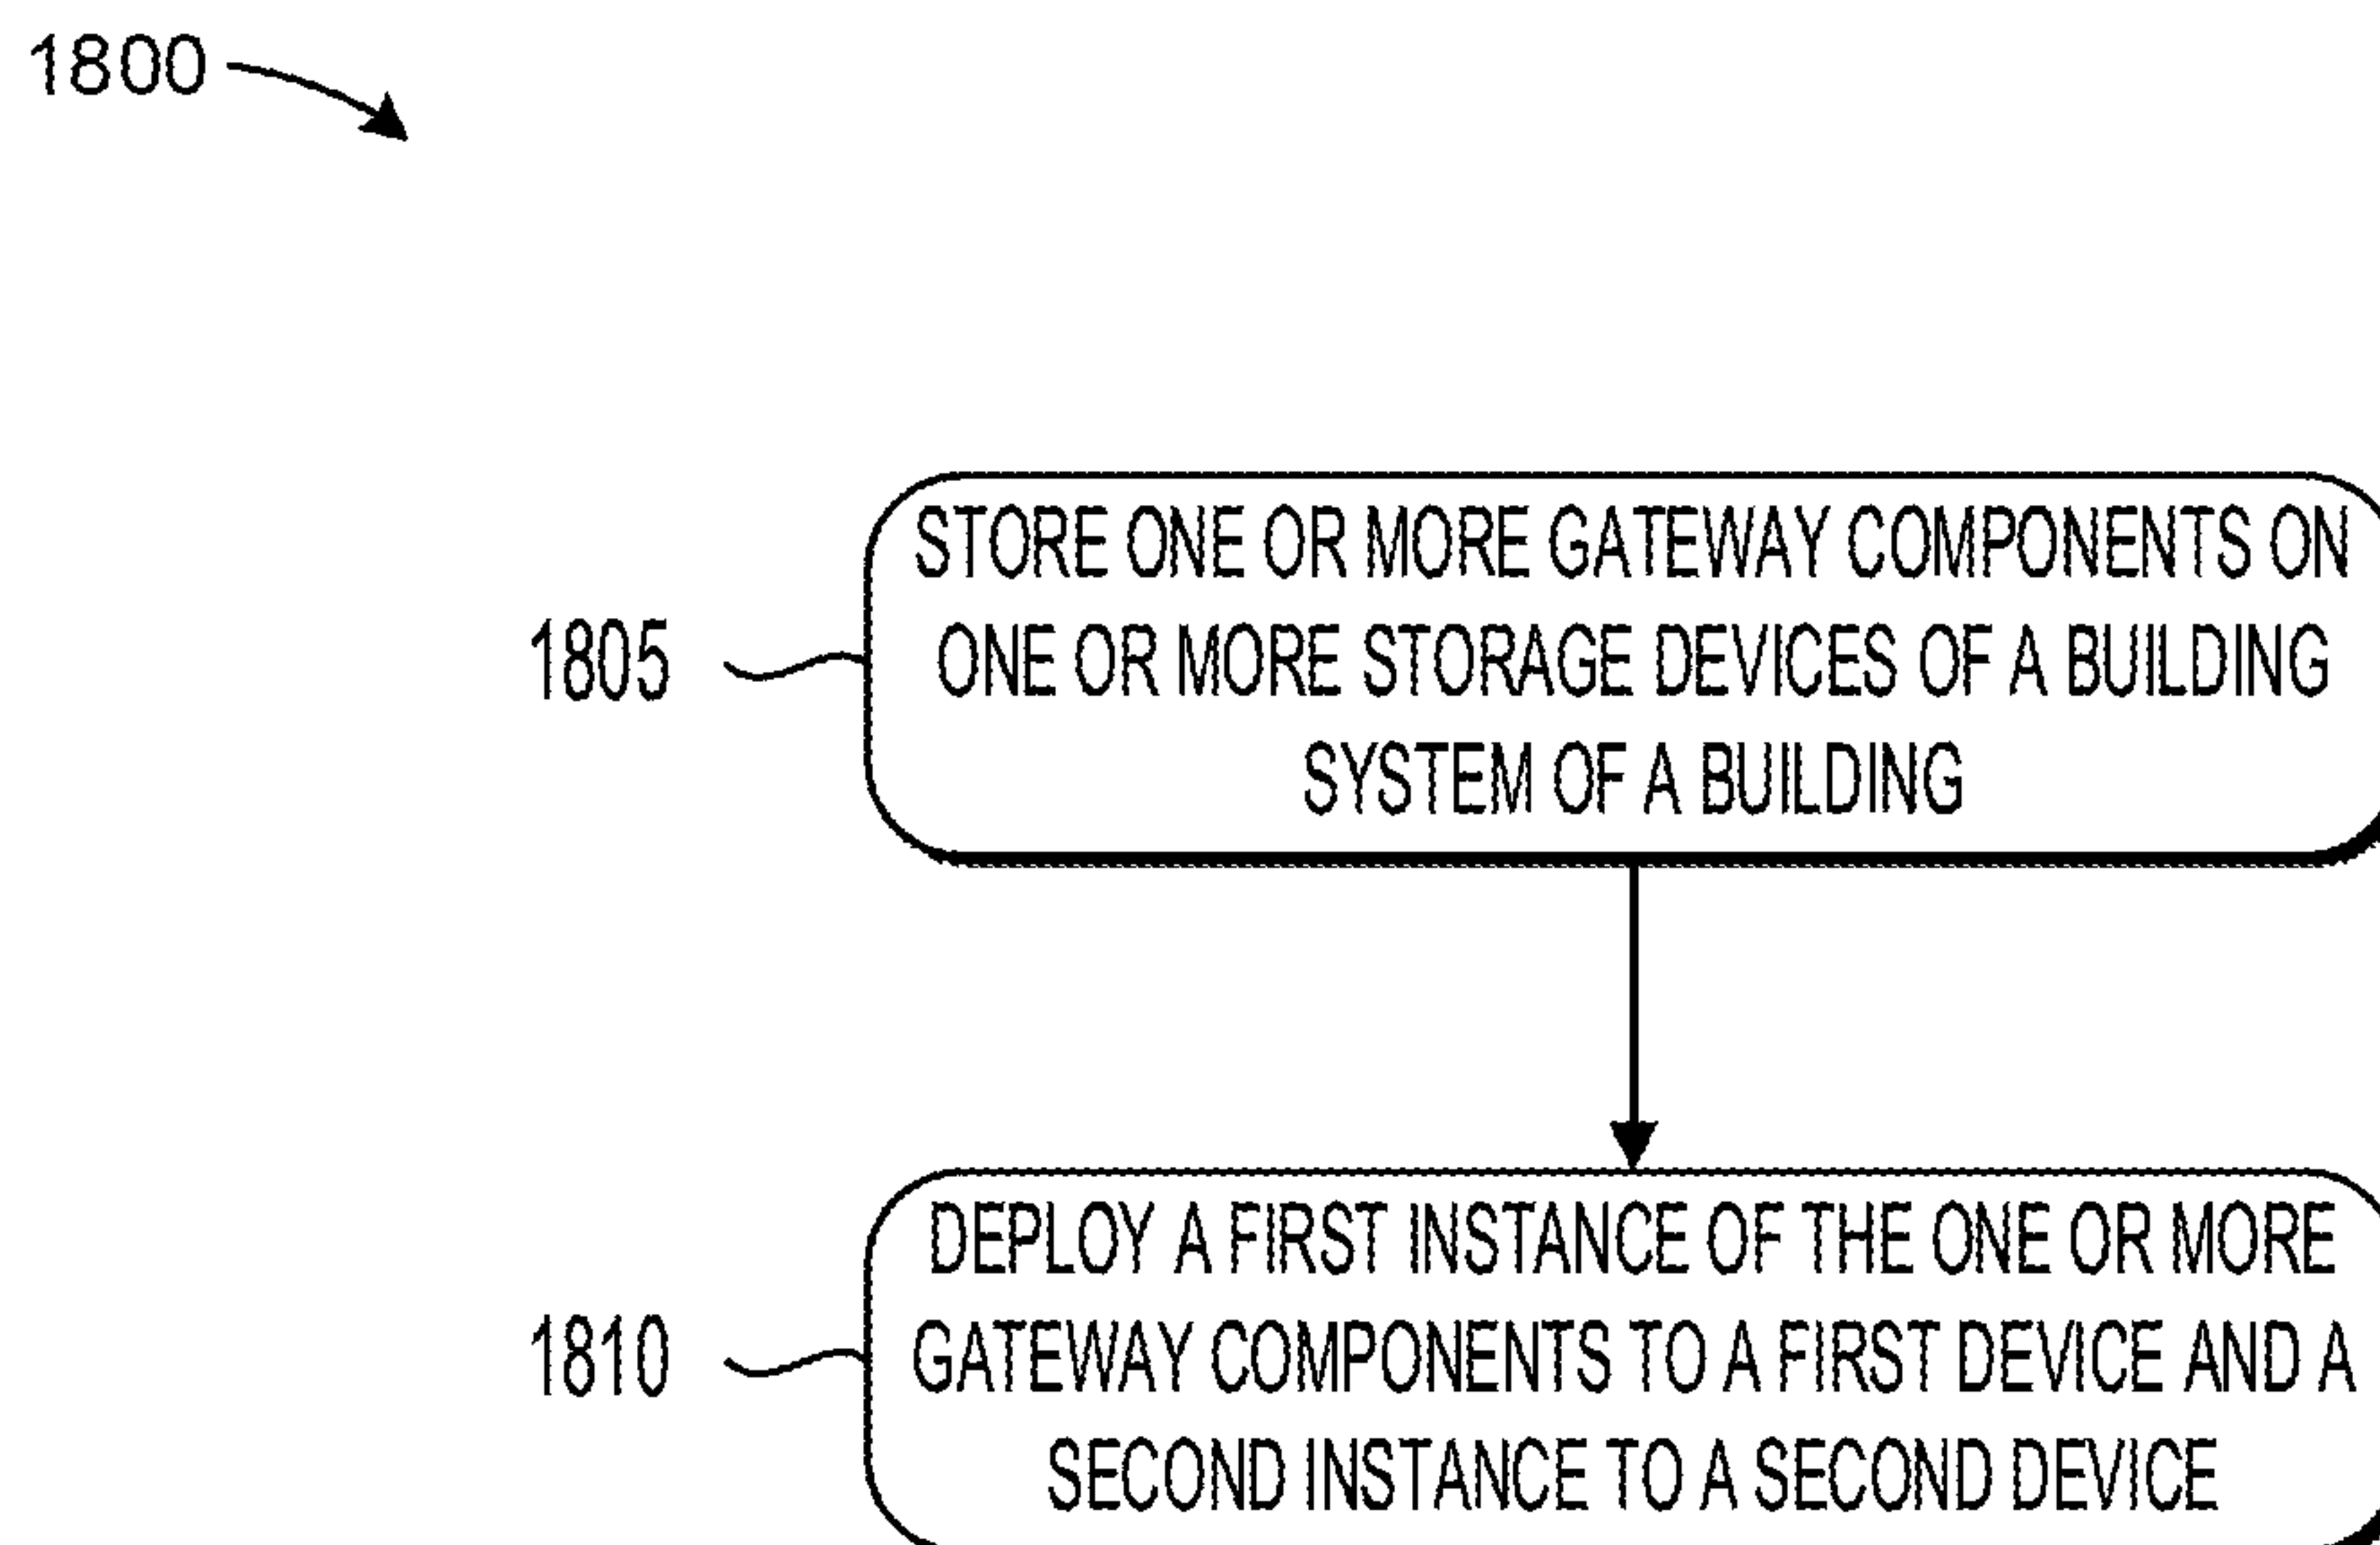 1800
STORE ONE OR MORE GATEWAY COMPONENTS ON
1805
ONE OR MORE STORAGE DEVICES OF A BUILDING
SYSTEM OF A BUILDING
DEPLOY A FIRST INSTANCE OF THE ONE OR MORE
1810
GATEWAY COMPONENTS TO A FIRST DEVICE AND A
SECOND INSTANCE TO A SECOND DEVICE